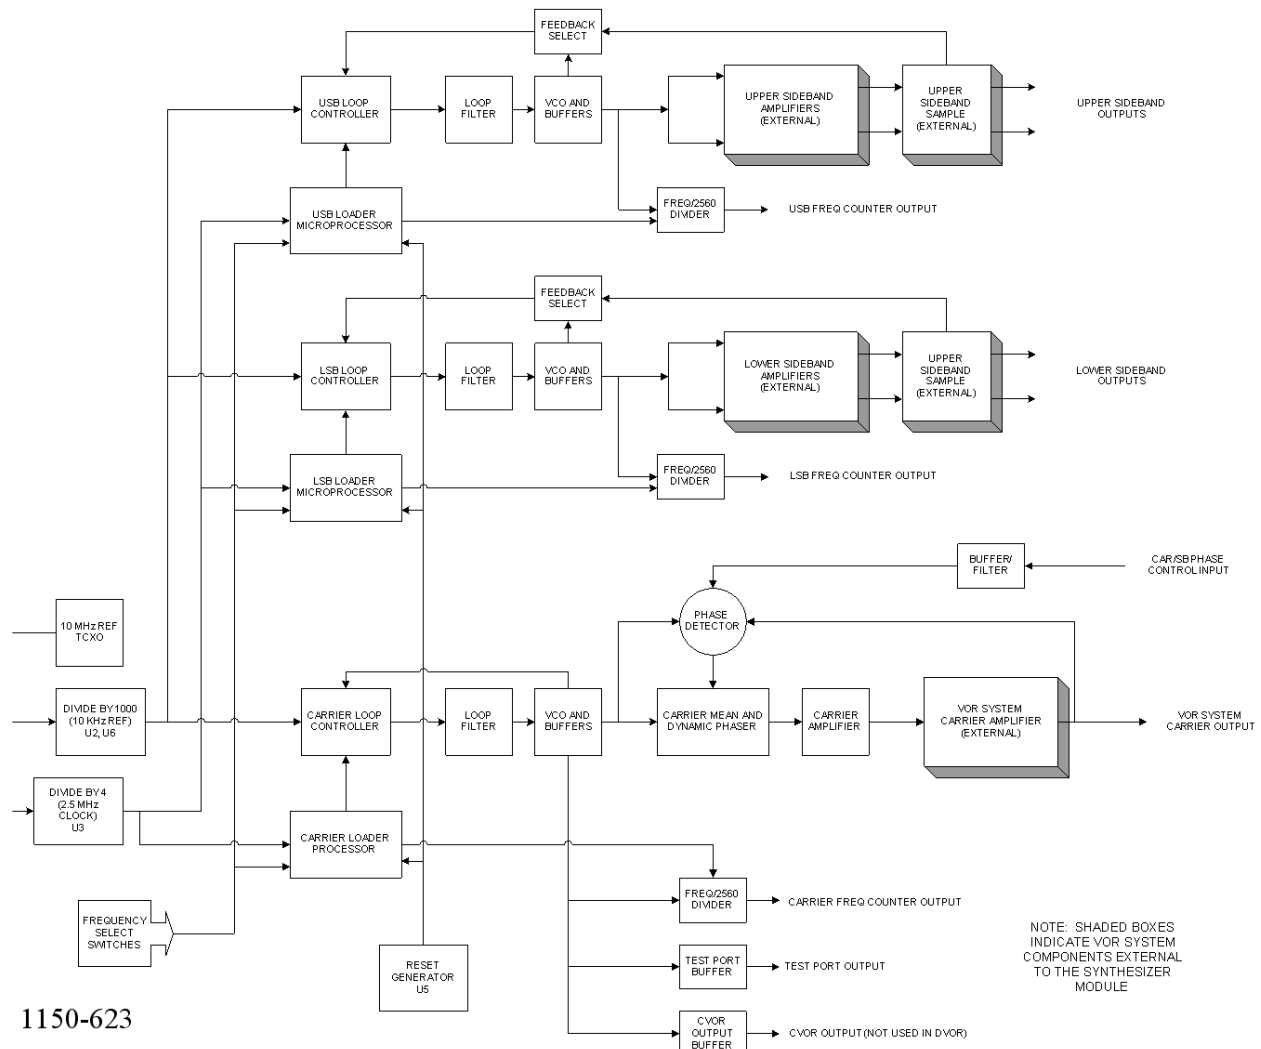 FEEDBACK
SELECT
USB LOOP
CONTROLLER
LOOP
FILTER
VCO AND
BUFFERS
UPPER SIDEBAND
AMPLIFIERS
(EXTERNAL)
UPPER
SIDEBAND
SAMPLE
(EXTERNAL)
UPPER SIDEBAND
OUTPUTS
USB LOADER
MICROPROCESSOR
FREQ/2560
DIVIDER
USB FREQ COUNTER OUTPUT
FEEDBACK
SELECT
LSB LOOP
CONTROLLER
LOOP
FILTER
VCO AND
BUFFERS
LOWER SIDEBAND
AMPLIFIERS
(EXTERNAL)
UPPER
SIDEBAND
SAMPLE
(EXTERNAL)
LOWER SIDEBAND
OUTPUTS
LSB LOADER
MICROPROCESSOR
FREQ/2560
DIVIDER
LSB FREQ COUNTER OUTPUT
BUFFER/
FILTER
CAR/SB PHASE
CONTROL INPUT
10 MHz REF
TCXO
PHASE
DETECTOR
DIVIDE BY 1000
(10 KHz REF)
U2, U6
CARRIER LOOP
CONTROLLER
LOOP
FILTER
VCO AND
BUFFERS
CARRIER MEAN AND
DYNAMIC PHASER
CARRIER
AMPLIFIER
VOR SYSTEM
CARRIER AMPLIFIER
(EXTERNAL)
VOR SYSTEM
CARRIER OUTPUT
DIVIDE BY 4
(2.5 MHz
CLOCK)
U3
CARRIER LOADER
PROCESSOR
FREQ/2560
DIVIDER
CARRIER FREQ COUNTER OUTPUT
FREQUENCY
SELECT
SWITCHES
RESET
GENERATOR
U5
TEST PORT
BUFFER
TEST PORT OUTPUT
NOTE: SHADED BOXES
INDICATE VOR SYSTEM
COMPONENTS EXTERNAL
TO THE SYNTHESIZER
MODULE
CVOR
OUTPUT
BUFFER
CVOR OUTPUT (NOT USED IN DVOR)
1150-623